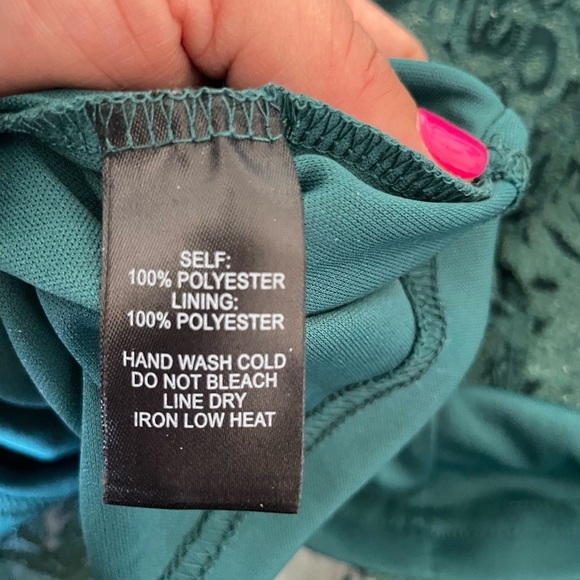 SELF:
100% POLYESTER
LINING:
100% POLYESTER
HAND WASH COLD
DO NOT BLEACH
LINE DRY
IRON LOW HEAT